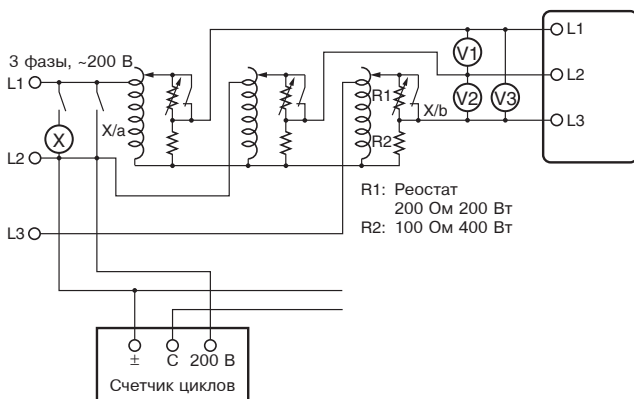 3 фазы, ~200 В
L1
X
X/a
L2
L3
R1
R2
X/b
V1
V2
V3
L1
L2
L3
R1: Реостат
200 Ом 200 Вт
R2: 100 Ом 400 Вт
± C 200 В
Счетчик циклов